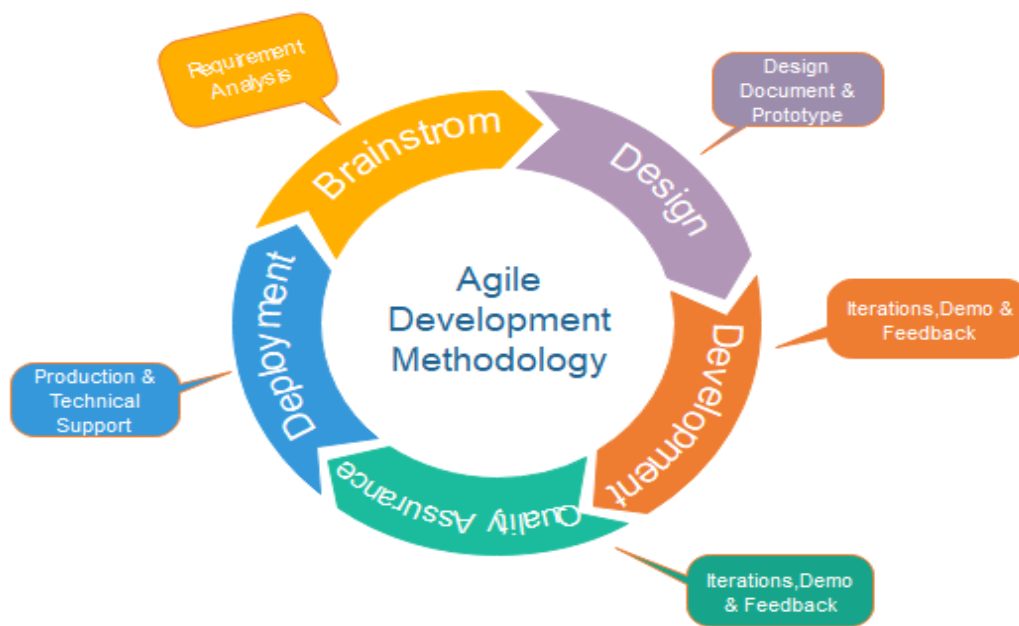 Requirement
Analysis
Brainstrom
Design
Document &
Prototype
Design
Agile
Development
Methodology
Iterations,Demo &
Feedback
Development
Production &
Technical
Support
Deployment
Quality Assurance
Iterations,Demo
& Feedback